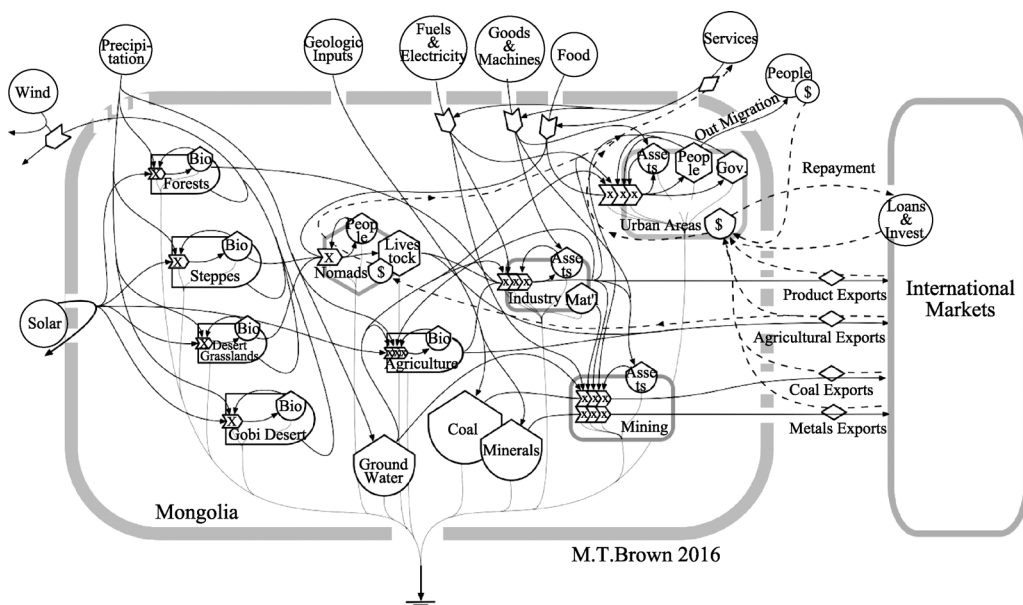 Precipi-
tation
Geologic
Inputs
Fuels
&
Electricity
Goods
&
Machines
Food
Services
People
$
Wind
Out Migration
Bio
X
Forests
Asse
ts
Peop
le
Gov.
x x x
Urban Areas
$
Repayment
Loans
&
Invest
Bio
X
Steppes
Peop
le
X
Lives
tock
Nomads
$
Asse
ts
x x x
Industry
Mat'l
Product Exports
International
Markets
Solar
Bio
X
Desert
Grasslands
Bio
xxxx
Agriculture
Agricultural Exports
Asse
ts
x x x x
x x x x
Mining
Coal Exports
Metals Exports
Bio
X
Gobi Desert
Coal
Minerals
Ground
Water
Mongolia
M.T.Brown 2016